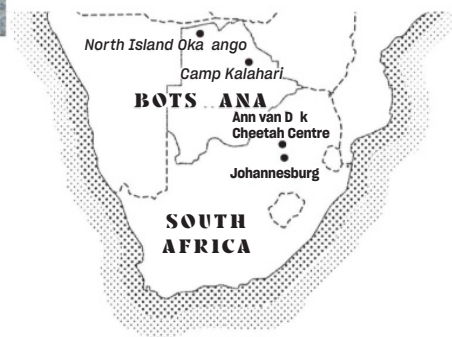 North Island Oka ango
Camp Kalahari
BOTS ANA
Ann van D k
Cheetah Centre
Johannesburg
SOUTH
AFRICA